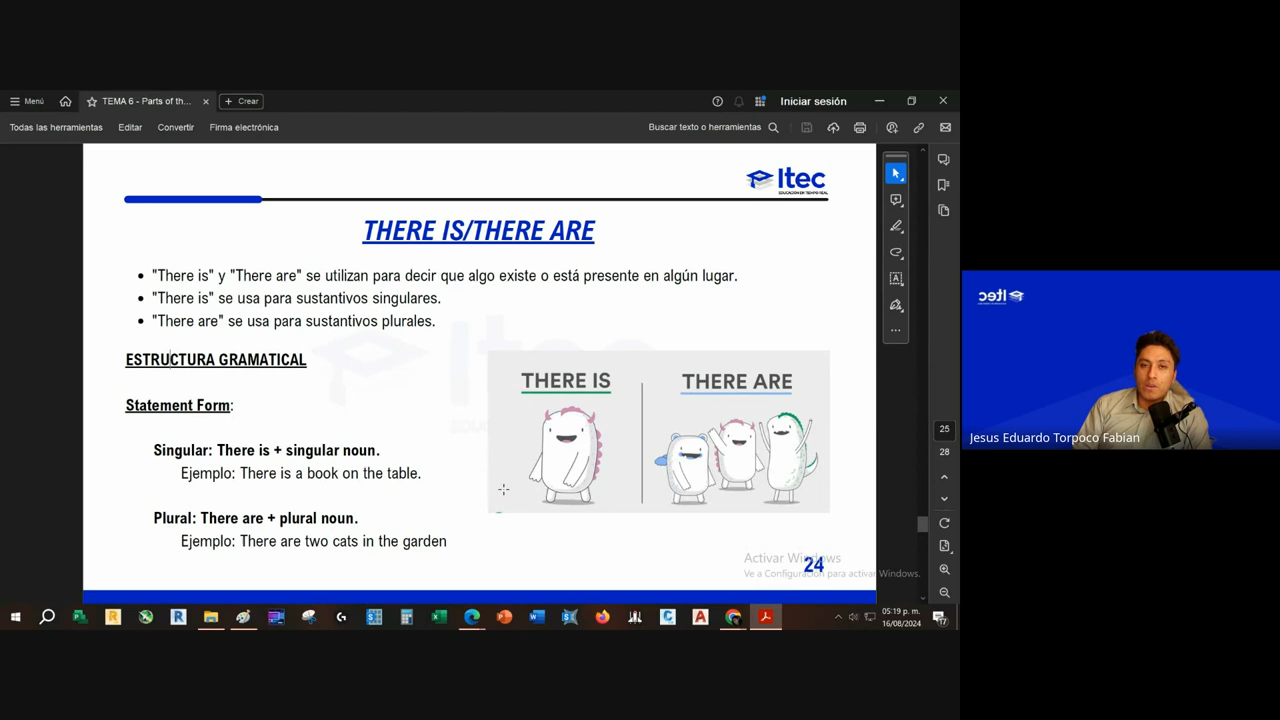 Menú
TEMA 6 - Parts of th...
Crear
Iniciar sesión
Todas las herramientas
Editar
Convertir
Firma electrónica
Buscar texto o herramientas
Itec
EDUCACIÓN EN TIEMPO REAL
THERE IS/THERE ARE
• "There is" y "There are" se utilizan para decir que algo existe o está presente en algún lugar.
• "There is" se usa para sustantivos singulares.
• "There are" se usa para sustantivos plurales.
ESTRUCTURA GRAMATICAL
Statement Form:
Singular: There is + singular noun.
Ejemplo: There is a book on the table.
Plural: There are + plural noun.
Ejemplo: There are two cats in the garden
THERE IS
THERE ARE
24
Activar Windows
Ve a Configuración para activar Windows.
25
28
05:19 p. m.
16/08/2024
Itec
Jesus Eduardo Torpoco Fabian